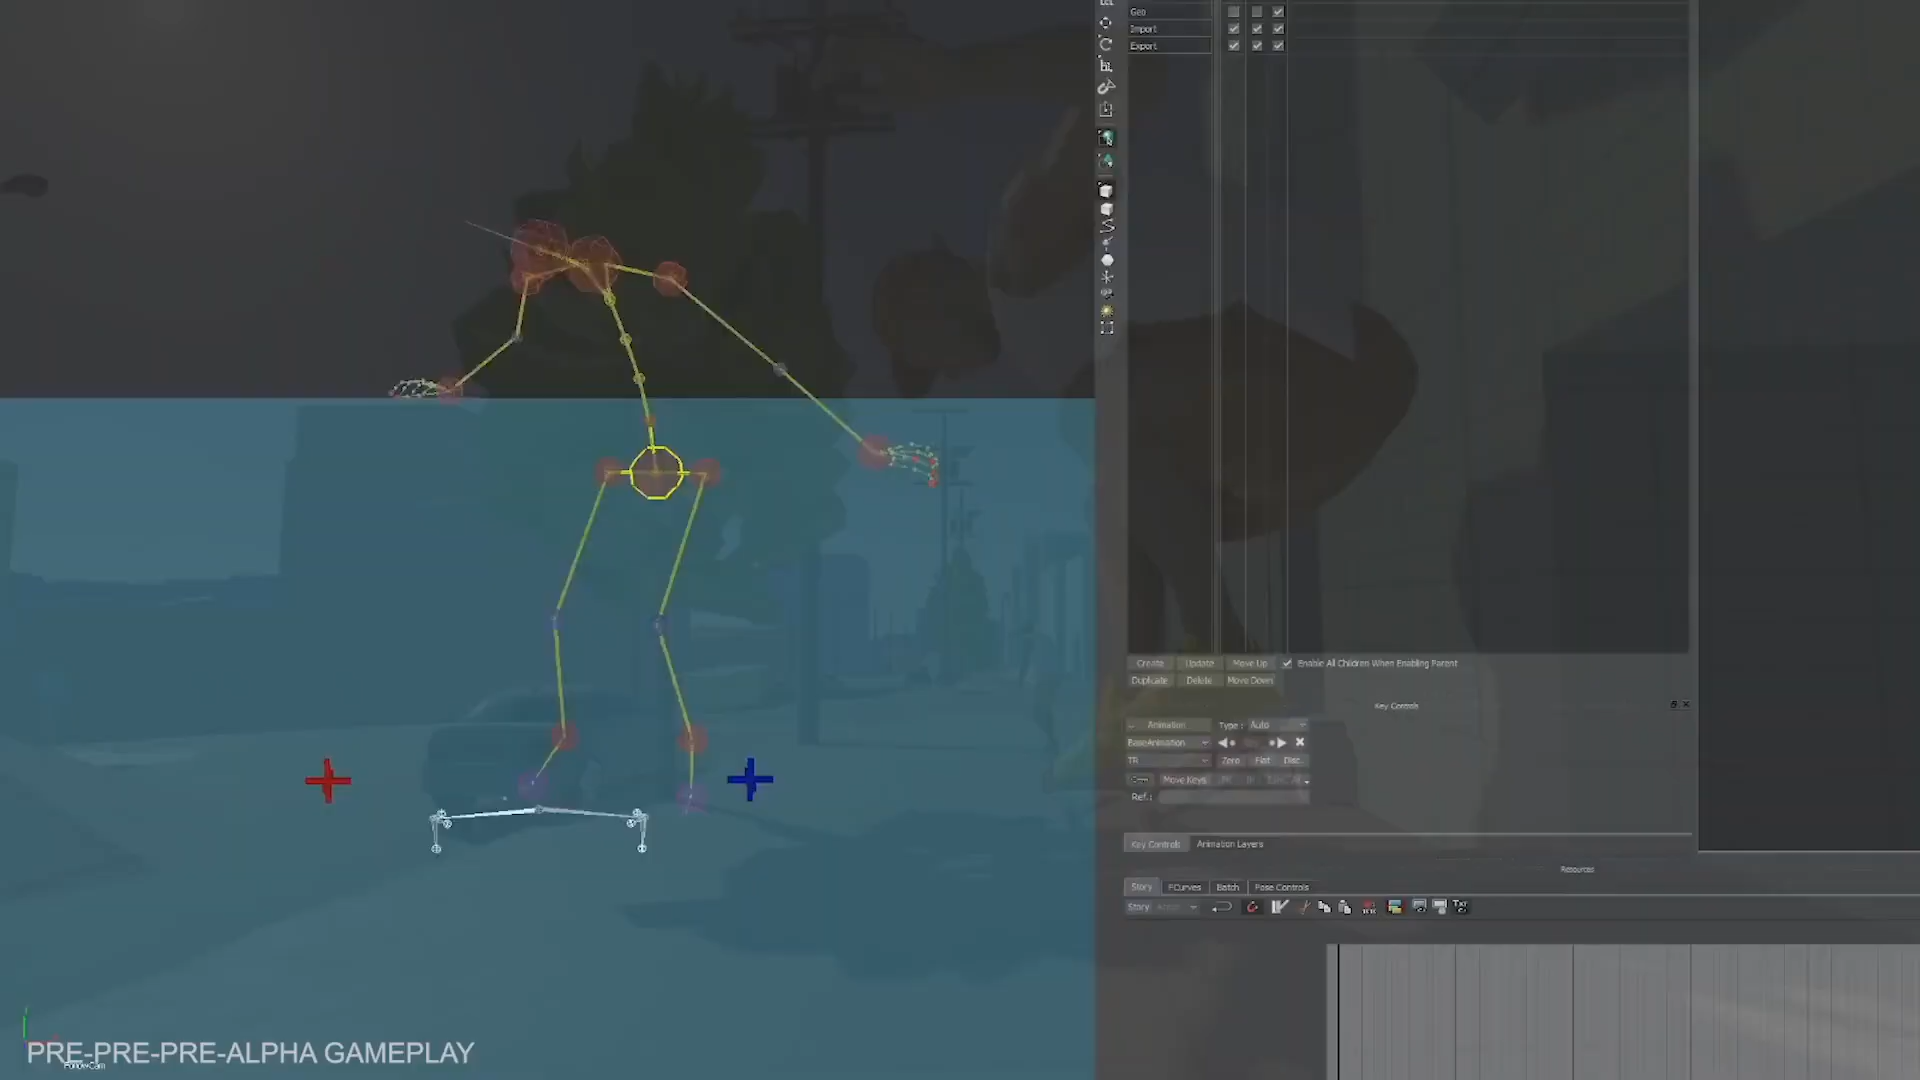 Geo
Import
Export
Create Update Move Up Enable All Children When Enabling Parent
Duplicate Delete Move Down
Key Controls
Animation Type : Auto
BaseAnimation
TR Zero Flat Disc.
Move Keys
Ref.:
Key Controls Animation Layers
Resources
Story FCurves Batch Pose Controls
Story
PRE-PRE-PRE-ALPHA GAMEPLAY